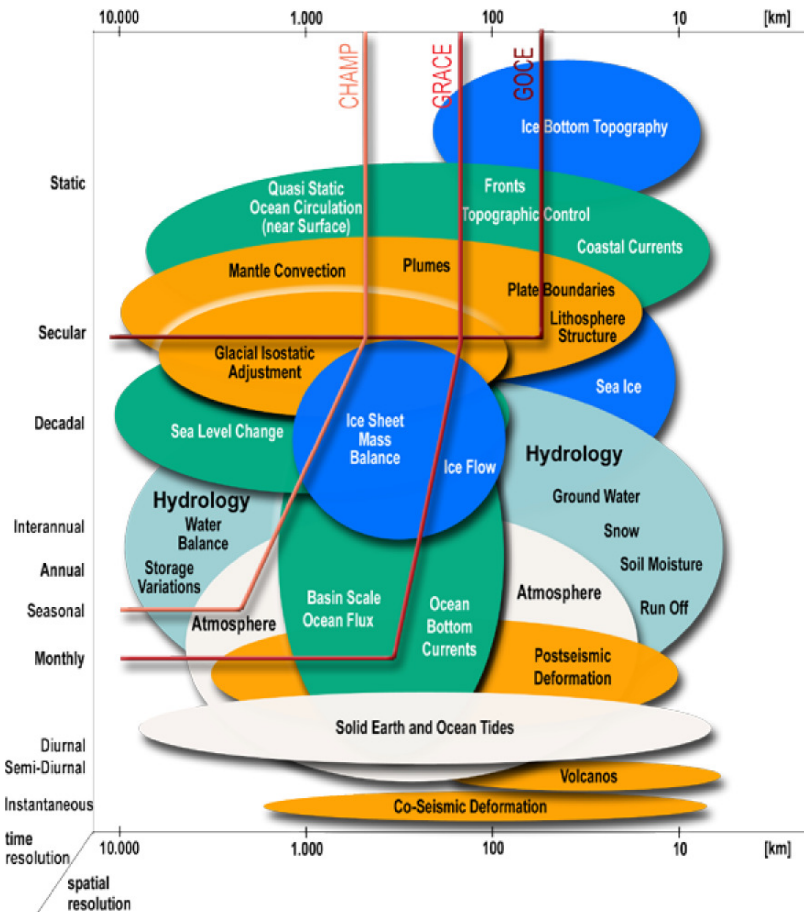 10.000 1.000 100 10 [km]
CHAMP
GRACE
GOCE
Ice Bottom Topography
Static
Quasi Static
Ocean Circulation
(near Surface)
Fronts
Topographic Control
Coastal Currents
Mantle Convection
Plumes
Plate Boundaries
Lithosphere
Structure
Secular
Glacial Isostatic
Adjustment
Sea Ice
Decadal
Sea Level Change
Ice Sheet
Mass
Balance
Ice Flow
Hydrology
Ground Water
Snow
Soil Moisture
Run Off
Hydrology
Water
Balance
Storage
Variations
Interannual
Annual
Seasonal
Atmosphere
Basin Scale
Ocean Flux
Ocean
Bottom
Currents
Atmosphere
Monthly
Postseismic
Deformation
Solid Earth and Ocean Tides
Diurnal
Semi-Diurnal
Volcanos
Instantaneous
Co-Seismic Deformation
time
resolution
10.000 1.000 100 10 [km]
spatial
resolution